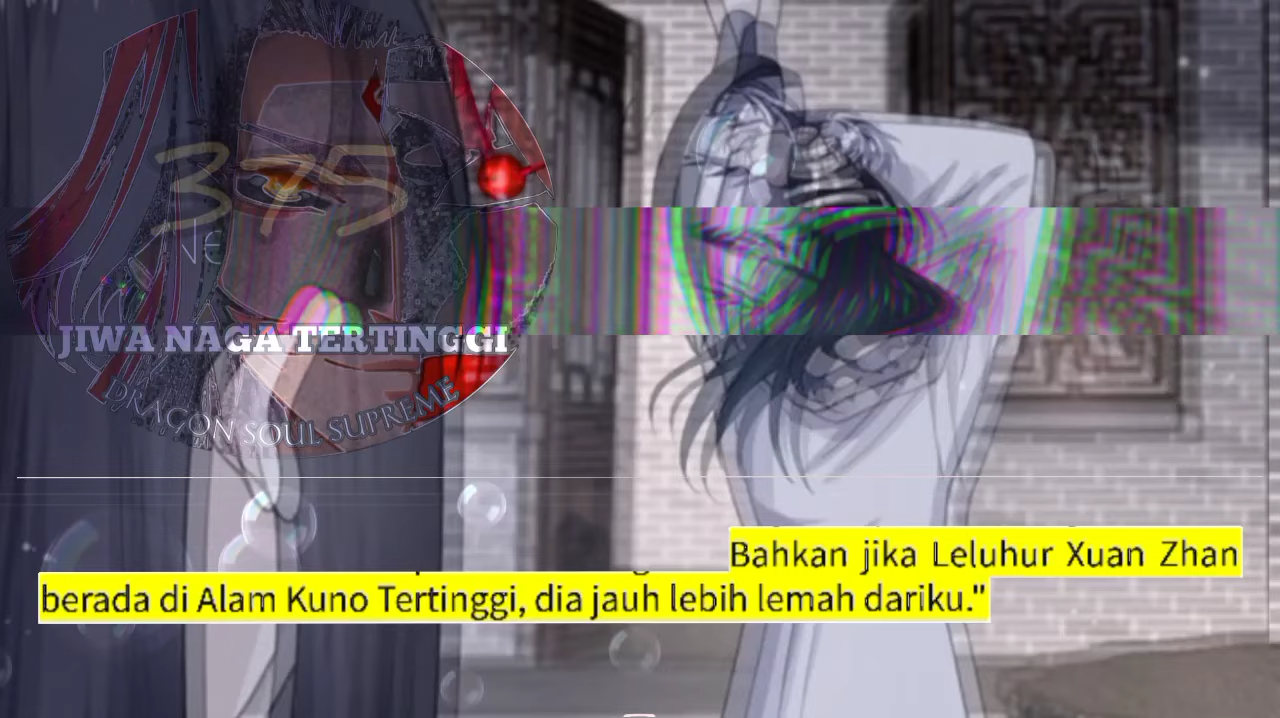 375
VE
JIWA NAGA TERTINGGI
DRAGON SOUL SUPREME
Bahkan jika Leluhur Xuan Zhan
berada di Alam Kuno Tertinggi, dia jauh lebih lemah dariku."